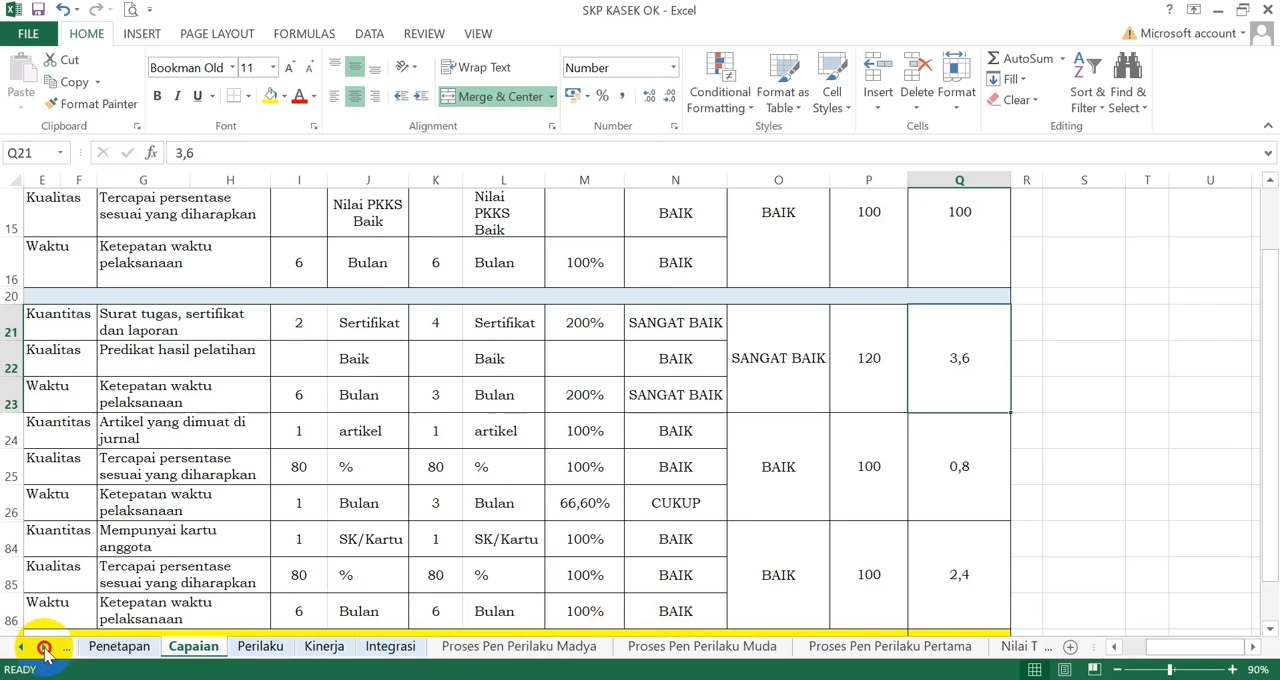 SKP KASEK OK - Excel
?
FILE HOME INSERT PAGE LAYOUT FORMULAS DATA REVIEW VIEW Microsoft account
Paste Cut
Copy
Format Painter
Clipboard
Bookman Old 11
B I U
Font
Wrap Text
Merge & Center
Alignment
Number
% ,
Number
Conditional Formatting
Format as Table
Cell Styles
Styles
Insert Delete Format
Cells
AutoSum
Fill
Clear
Sort & Filter
Find & Select
Editing
Q21 fx 3,6
E F G H I J K L M N O P Q R S T U
15 Kualitas Tercapai persentase sesuai yang diharapkan Nilai PKKS Baik Nilai PKKS Baik BAIK BAIK 100 100
16 Waktu Ketepatan waktu pelaksanaan 6 Bulan 6 Bulan 100% BAIK
20
21 Kuantitas Surat tugas, sertifikat dan laporan 2 Sertifikat 4 Sertifikat 200% SANGAT BAIK
22 Kualitas Predikat hasil pelatihan Baik Baik BAIK SANGAT BAIK 120 3,6
23 Waktu Ketepatan waktu pelaksanaan 6 Bulan 3 Bulan 200% SANGAT BAIK
24 Kuantitas Artikel yang dimuat di jurnal 1 artikel 1 artikel 100% BAIK
25 Kualitas Tercapai persentase sesuai yang diharapkan 80 % 80 % 100% BAIK BAIK 100 0,8
26 Waktu Ketepatan waktu pelaksanaan 1 Bulan 3 Bulan 66,60% CUKUP
84 Kuantitas Mempunyai kartu anggota 1 SK/Kartu 1 SK/Kartu 100% BAIK
85 Kualitas Tercapai persentase sesuai yang diharapkan 80 % 80 % 100% BAIK BAIK 100 2,4
86 Waktu Ketepatan waktu pelaksanaan 6 Bulan 6 Bulan 100% BAIK
... Penetapan Capaian Perilaku Kinerja Integrasi Proses Pen Perilaku Madya Proses Pen Perilaku Muda Proses Pen Perilaku Pertama Nilai T ...
READY 90%